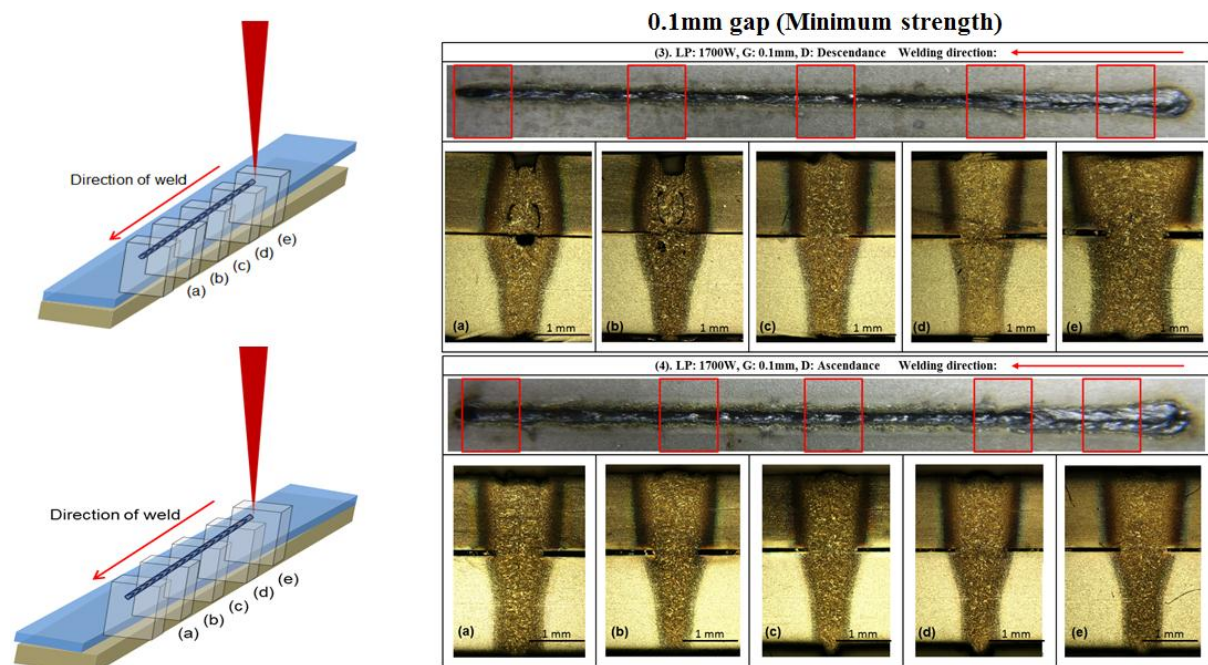 0.1mm gap (Minimum strength)
(3). LP: 1700W, G: 0.1mm, D: Descendance Welding direction:
Direction of weld
(a)
(b)
(c)
(d)
(e)
(a) 1 mm
(b) 1 mm
(c) 1 mm
(d) 1 mm
(e) 1 mm
(4). LP: 1700W, G: 0.1mm, D: Ascendance Welding direction:
Direction of weld
(a)
(b)
(c)
(d)
(e)
(a) 1 mm
(b) 1 mm
(c) 1 mm
(d) 1 mm
(e) 1 mm